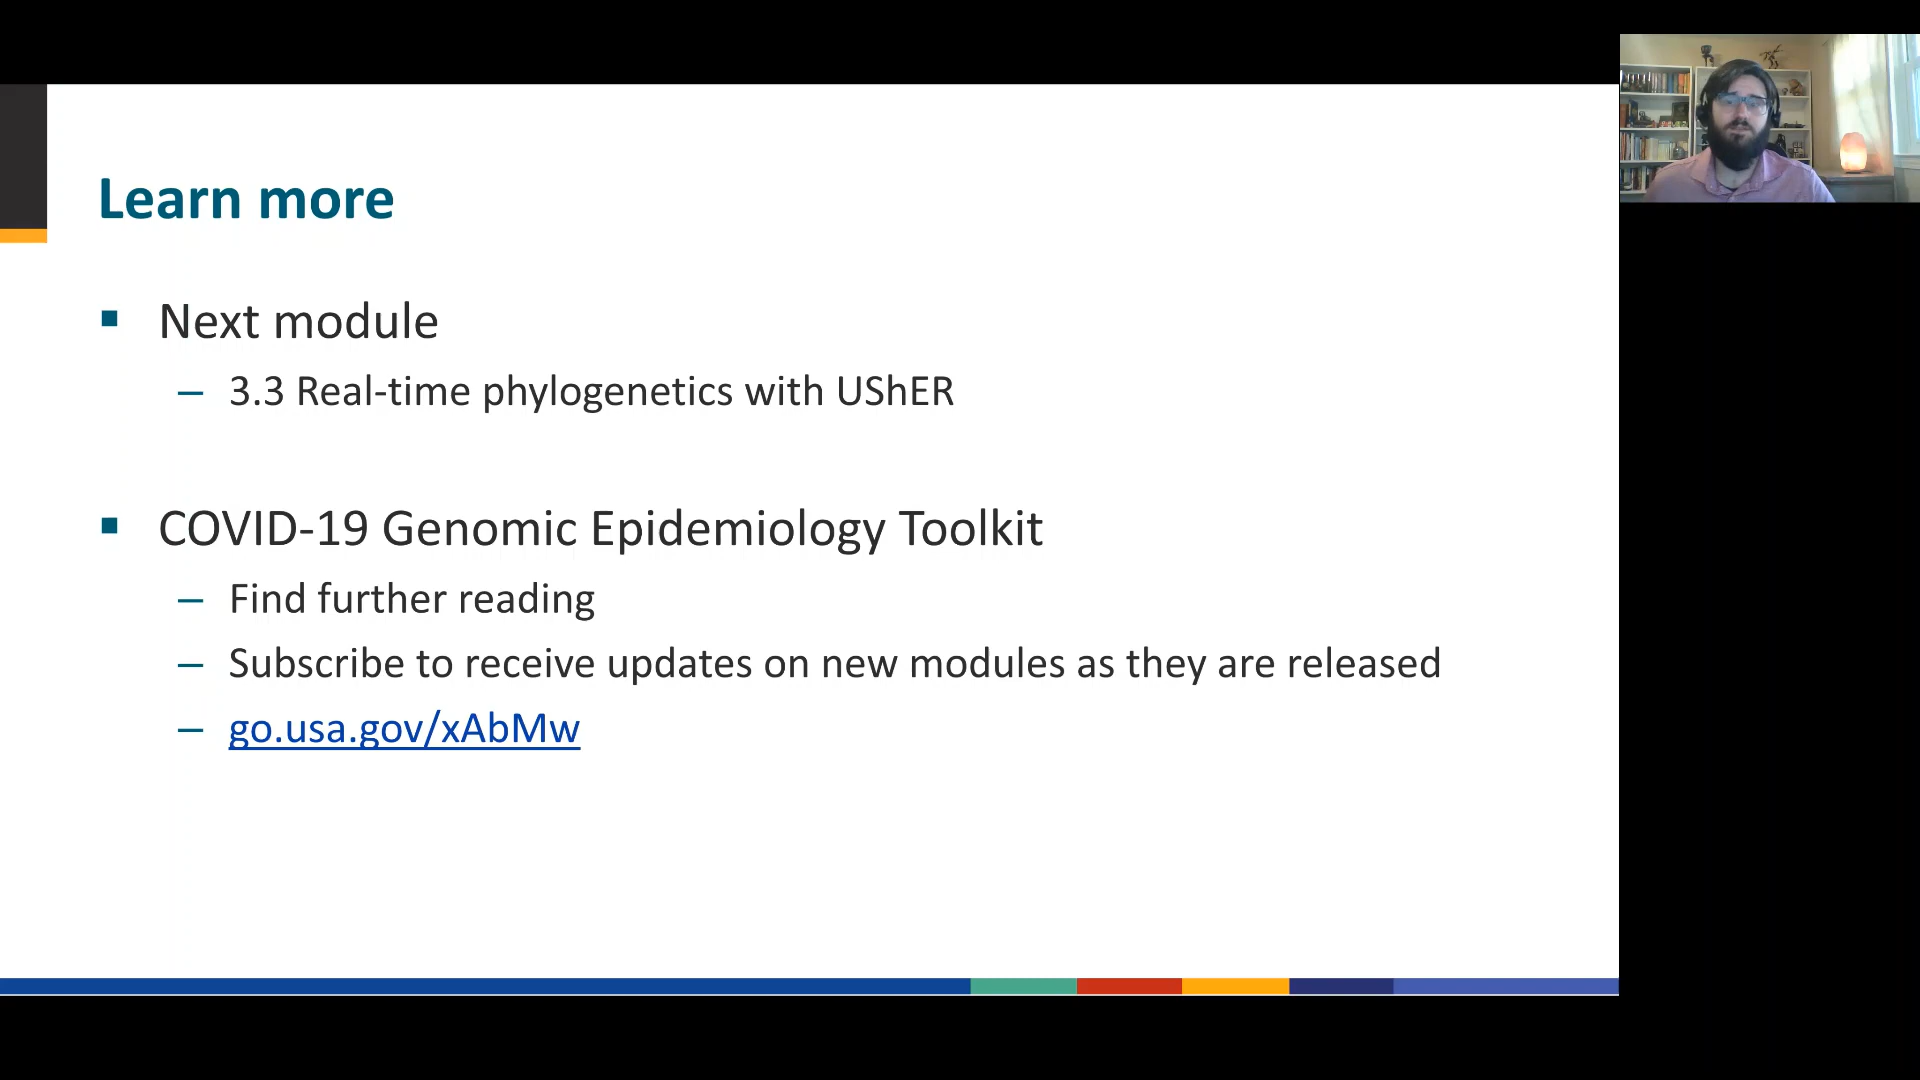 Learn more
Next module
– 3.3 Real-time phylogenetics with UShER
COVID-19 Genomic Epidemiology Toolkit
– Find further reading
– Subscribe to receive updates on new modules as they are released
– go.usa.gov/xAbMw